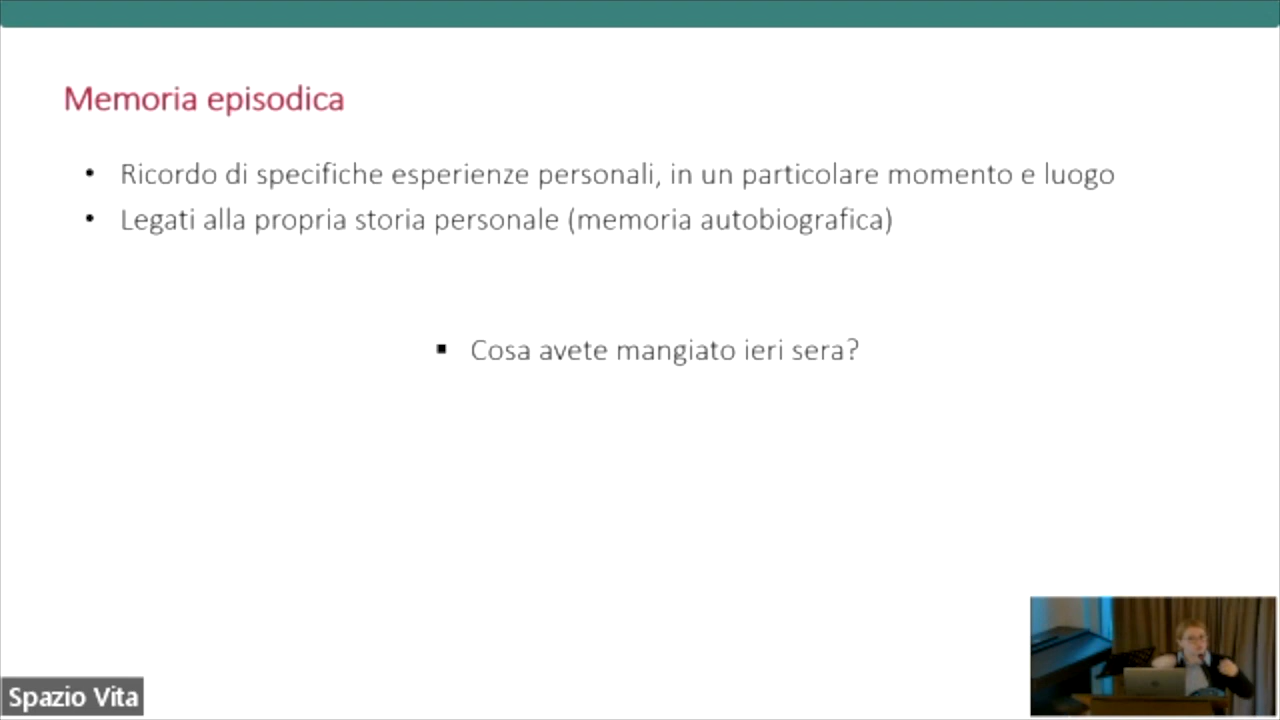 Memoria episodica
• Ricordo di specifiche esperienze personali, in un particolare momento e luogo
• Legati alla propria storia personale (memoria autobiografica)
▪ Cosa avete mangiato ieri sera?
Spazio Vita